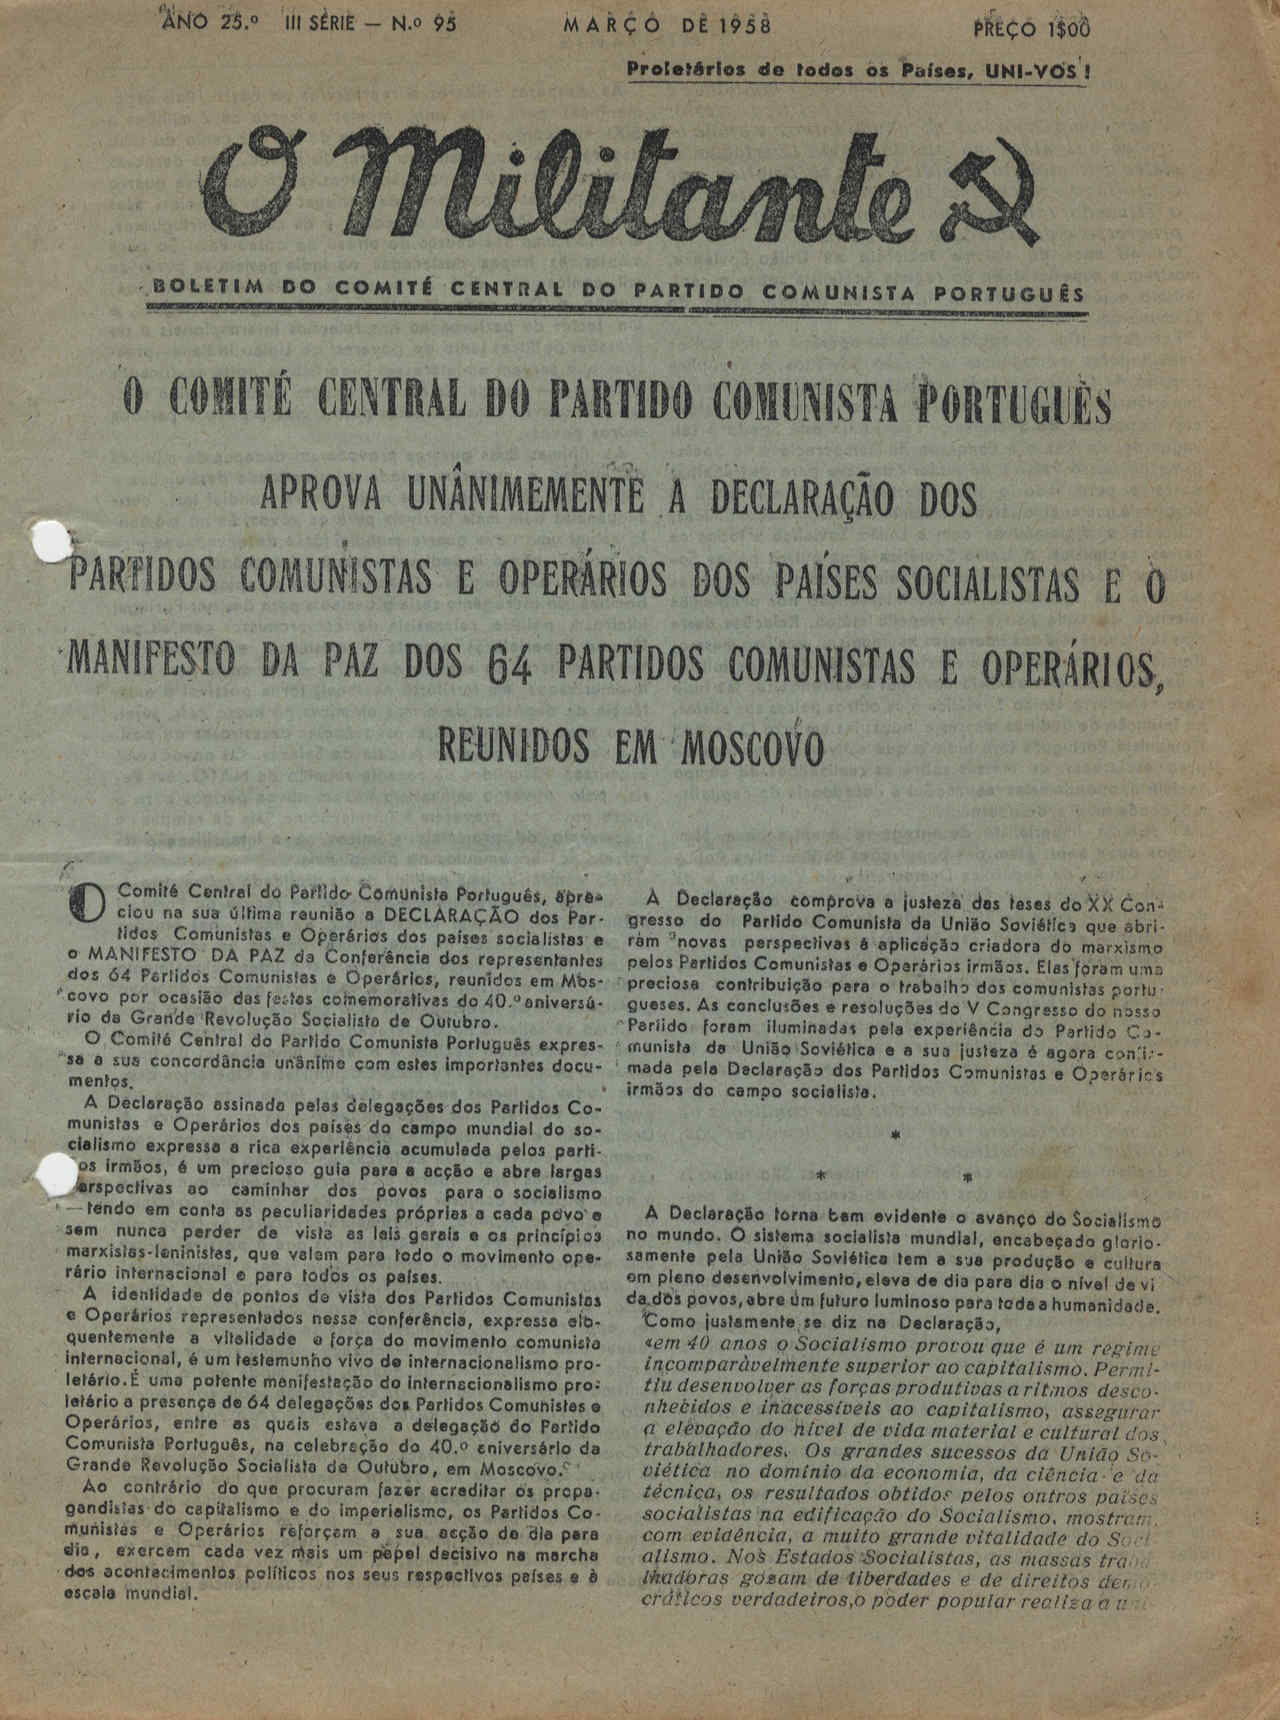 ANO 25.º III SÉRIE — N.º 95 MARÇO DE 1958 PREÇO 1$00
Proletários de todos os Países, UNI-VOS !
O Militante
BOLETIM DO COMITÉ CENTRAL DO PARTIDO COMUNISTA PORTUGUÊS
O COMITÉ CENTRAL DO PARTIDO COMUNISTA PORTUGUÊS
APROVA UNÂNIMEMENTE A DECLARAÇÃO DOS
PARTIDOS COMUNISTAS E OPERÁRIOS DOS PAÍSES SOCIALISTAS E O
MANIFESTO DA PAZ DOS 64 PARTIDOS COMUNISTAS E OPERÁRIOS,
REUNIDOS EM MOSCOVO
O Comité Central do Partido Comunista Português, apre-
ciou na sua última reunião a DECLARAÇÃO dos Par-
tidos Comunistas e Operários dos países socialistas e
o MANIFESTO DA PAZ da Conferência dos representantes
dos 64 Partidos Comunistas e Operários, reunidos em Mos-
covo por ocasião das festas comemorativas do 40.º aniversá-
rio da Grande Revolução Socialista de Outubro.
O Comité Central do Partido Comunista Português expres-
sa a sua concordância unânime com estes importantes docu-
mentos.
A Declaração assinada pelas delegações dos Partidos Co-
munistas e Operários dos países do campo mundial do so-
cialismo expressa a rica experiência acumulada pelos parti-
os irmãos, é um precioso guia para a acção e abre largas
erspectivas ao caminhar dos povos para o socialismo
— tendo em conta as peculiaridades próprias a cada povo e
sem nunca perder de vista as leis gerais e os princípios
marxistas-leninistas, que valem para todo o movimento ope-
rário internacional e para todos os países.
A identidade de pontos de vista dos Partidos Comunistas
e Operários representados nessa conferência, expressa elo-
quentemente a vitalidade e força do movimento comunista
internacional, é um testemunho vivo de internacionalismo pro-
letário. É uma potente manifestação do internacionalismo pro-
letário a presença de 64 delegações dos Partidos Comunistas e
Operários, entre as quais estava a delegação do Partido
Comunista Português, na celebração do 40.º aniversário da
Grande Revolução Socialista de Outubro, em Moscovo.
Ao contrário do que procuram fazer acreditar os propa-
gandistas do capitalismo e do imperialismo, os Partidos Co-
munistas e Operários reforçam a sua acção de dia para
dia, exercem cada vez mais um papel decisivo na marcha
dos acontecimentos políticos nos seus respectivos países e à
escala mundial.
A Declaração comprova a justeza das teses do XX Con-
gresso do Partido Comunista da União Soviética que abri-
ram novas perspectivas à aplicação criadora do marxismo
pelos Partidos Comunistas e Operários irmãos. Elas foram uma
preciosa contribuição para o trabalho dos comunistas portu-
gueses. As conclusões e resoluções do V Congresso do nosso
Partido foram iluminadas pela experiência do Partido Co-
munista da União Soviética e a sua justeza é agora confir-
mada pela Declaração dos Partidos Comunistas e Operários
irmãos do campo socialista.
*
* *
A Declaração torna bem evidente o avanço do Socialismo
no mundo. O sistema socialista mundial, encabeçado glorio-
samente pela União Soviética tem a sua produção e cultura
em pleno desenvolvimento, eleva de dia para dia o nível de vi
da dos povos, abre um futuro luminoso para toda a humanidade.
Como justamente se diz na Declaração,
«em 40 anos o Socialismo provou que é um regime
incomparàvelmente superior ao capitalismo. Permi-
tiu desenvolver as forças produtivas a ritmos desco-
nhecidos e inacessíveis ao capitalismo, assegurar
a elevação do nível de vida material e cultural dos
trabalhadores. Os grandes sucessos da União So-
viética no domínio da economia, da ciência e da
técnica, os resultados obtidos pelos outros países
socialistas na edificação do Socialismo, mostram,
com evidência, a muito grande vitalidade do Soci
alismo. Nos Estados Socialistas, as massas traba
lhadoras gozam de liberdades e de direitos demo
cráticos verdadeiros, o poder popular realiza a